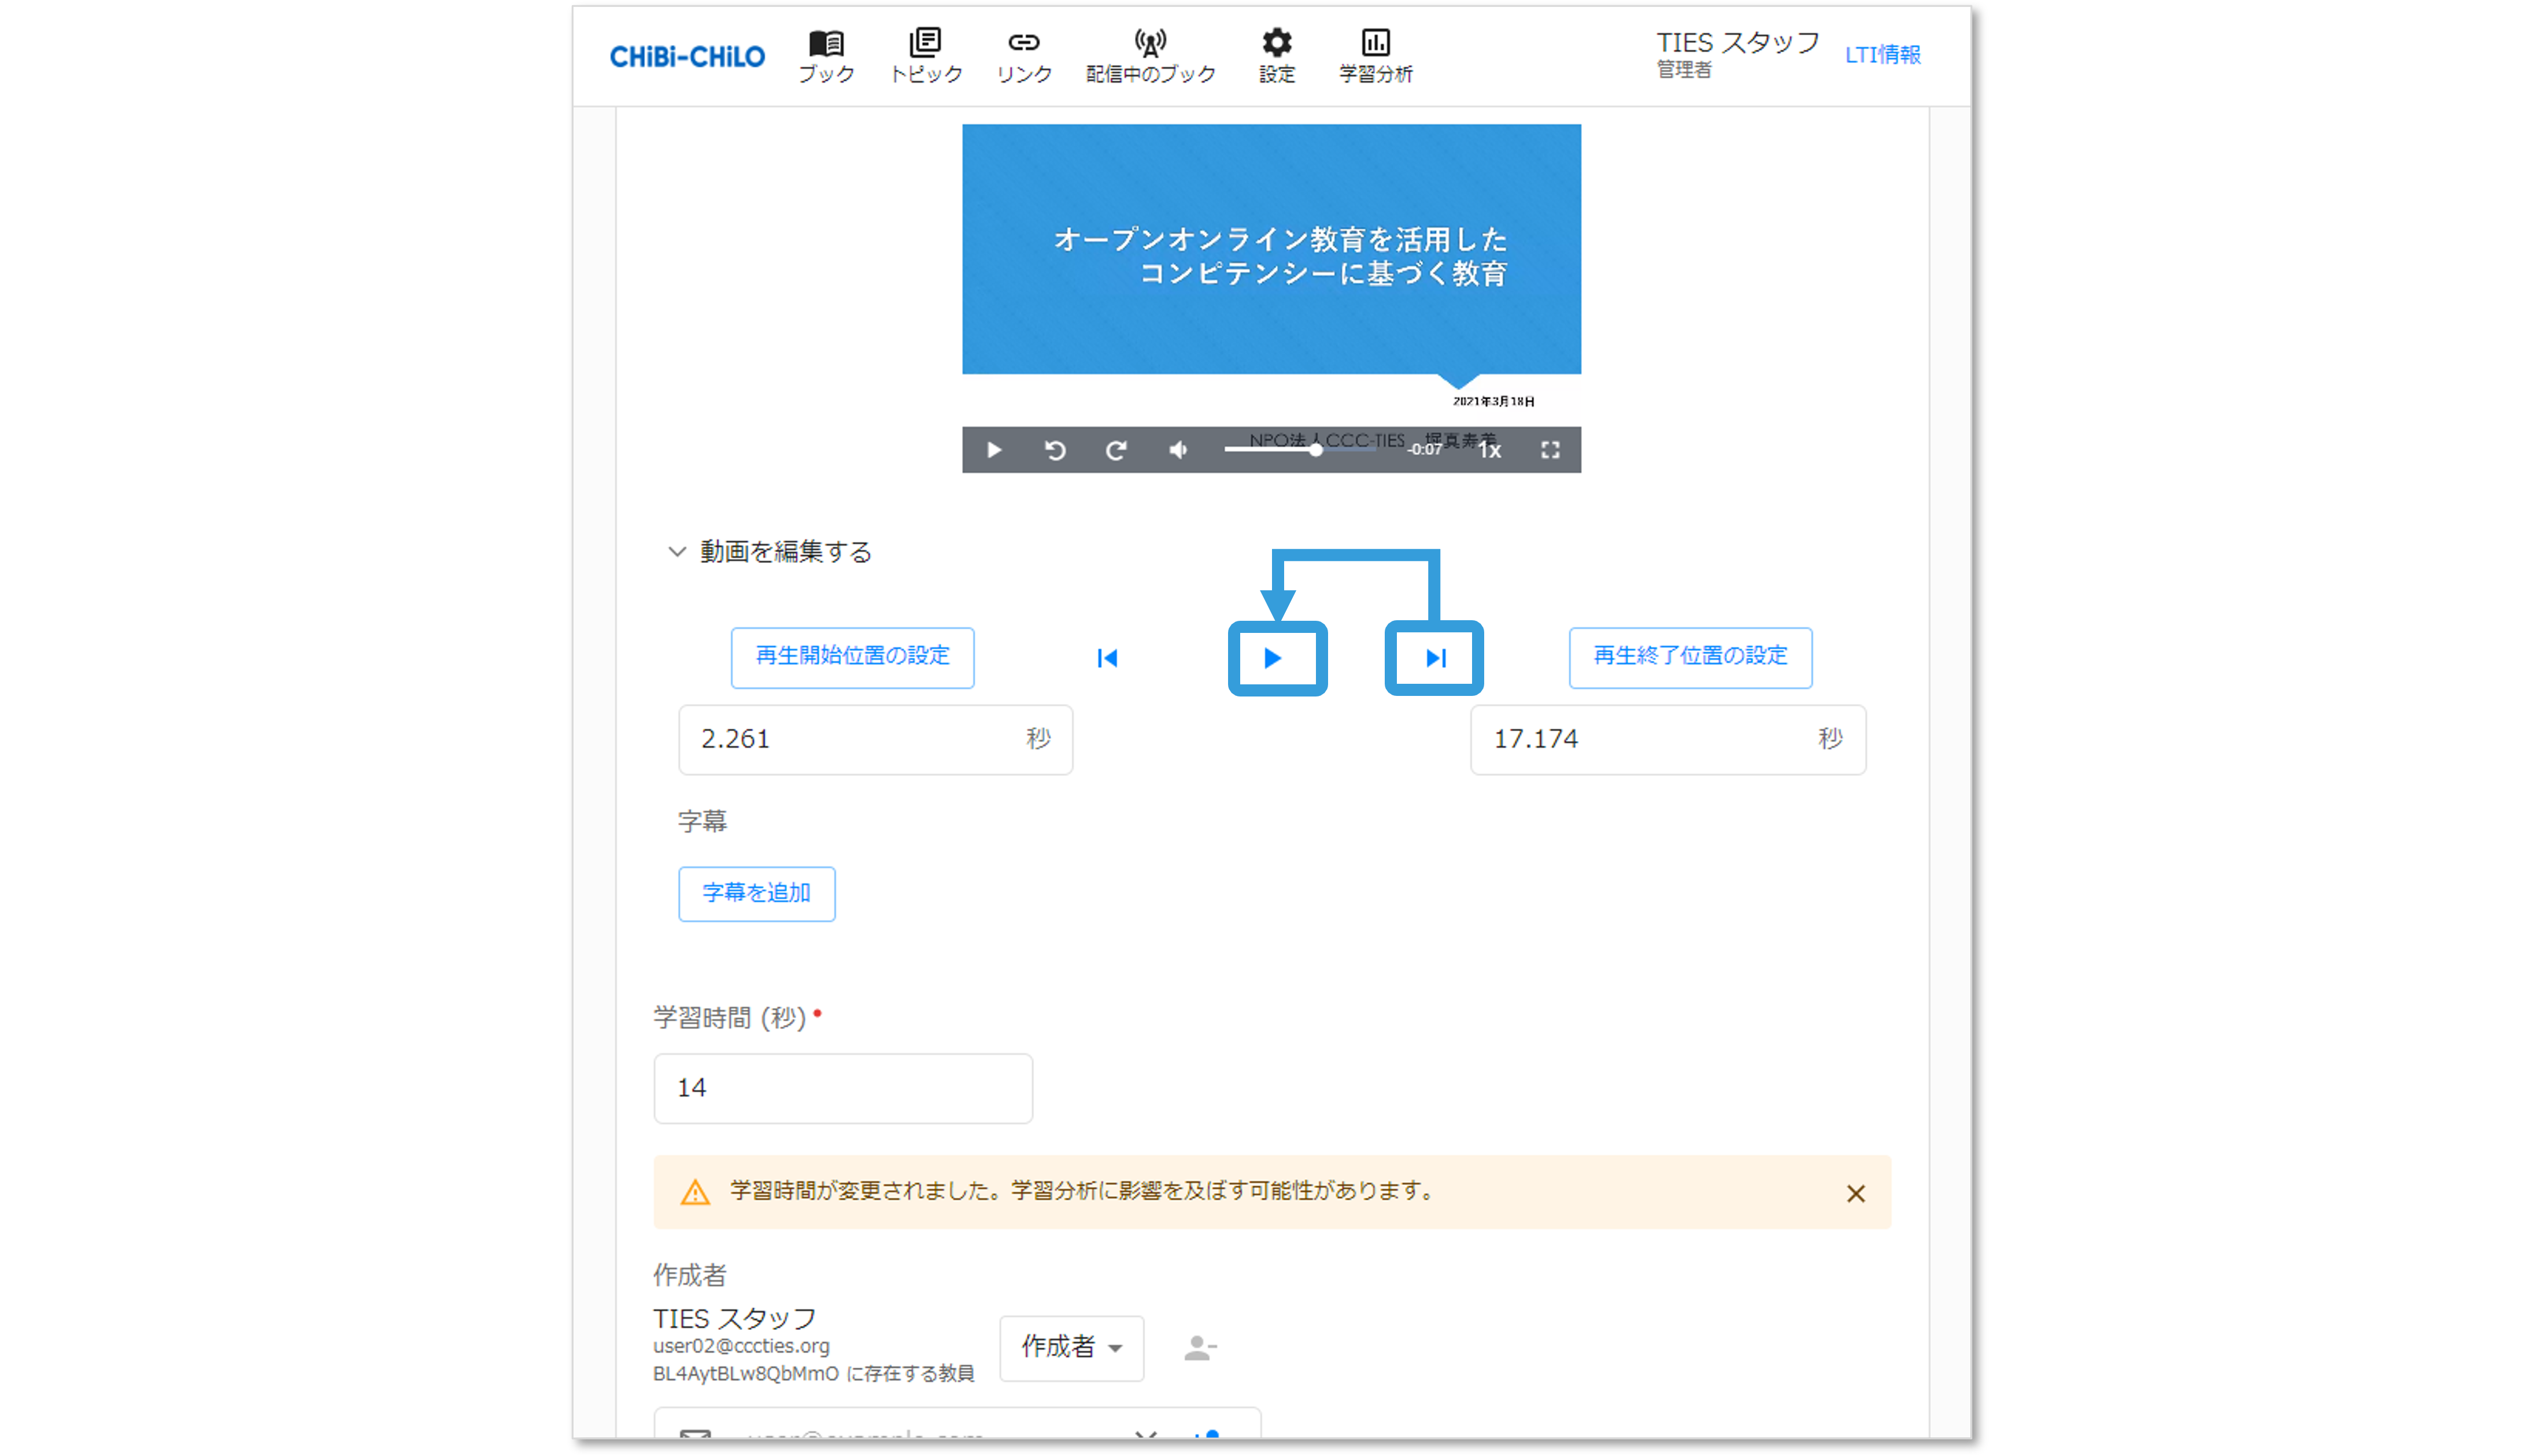 CHiBi-CHiLO
ブック
トピック
リンク
配信中のブック
設定
学習分析
TIES スタッフ
管理者
LTI情報
オープンオンライン教育を活用した
コンピテンシーに基づく教育
2021年3月18日
NPO法人CCC-TIES 堀真寿美
-0:07
1x
動画を編集する
再生開始位置の設定
再生終了位置の設定
2.261 秒
17.174 秒
字幕
字幕を追加
学習時間 (秒)
14
学習時間が変更されました。学習分析に影響を及ぼす可能性があります。
作成者
TIES スタッフ
user02@cccties.org
BL4AytBLw8QbMmO に存在する教員
作成者